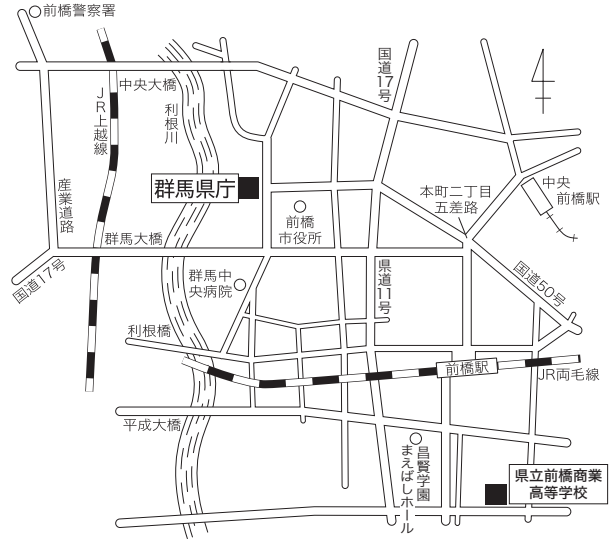 前橋警察署
中央大橋
国道17号
JR上越線
利根川
産業道路
群馬県庁
本町二丁目
五差路
中央
前橋駅
前橋
市役所
群馬大橋
国道17号
群馬中
央病院
県道11号
国道50号
利根橋
前橋駅
JR両毛線
平成大橋
昌賢学園
まえばしホール
県立前橋商業
高等学校